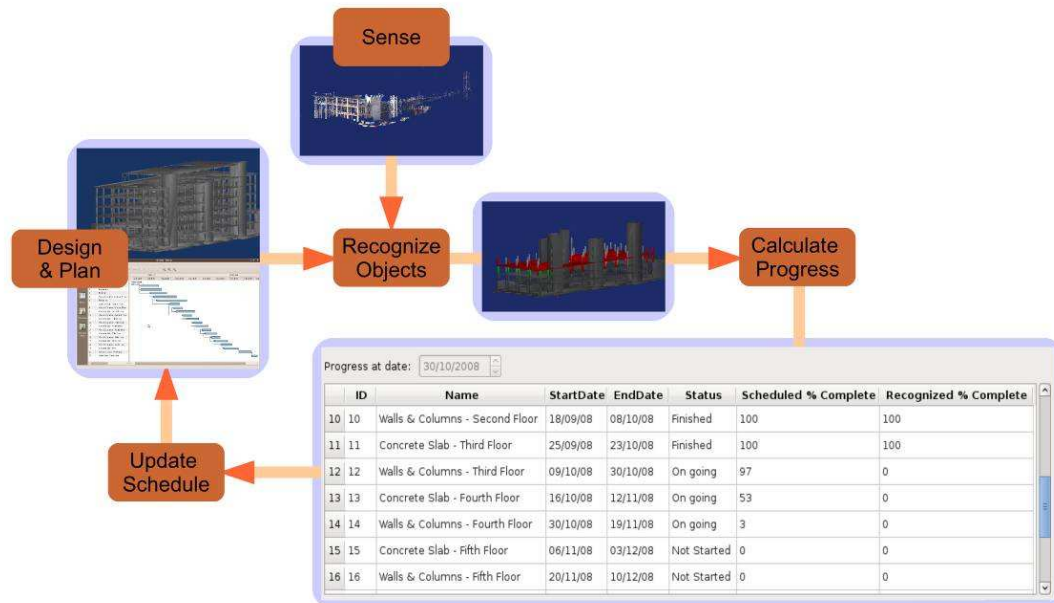 Sense
Design
& Plan
Recognize
Objects
Calculate
Progress
Update
Schedule
Progress at date: 30/10/2008
ID Name StartDate EndDate Status Scheduled % Complete Recognized % Complete
10 10 Walls & Columns - Second Floor 18/09/08 08/10/08 Finished 100 100
11 11 Concrete Slab - Third Floor 25/09/08 23/10/08 Finished 100 100
12 12 Walls & Columns - Third Floor 09/10/08 30/10/08 On going 97 0
13 13 Concrete Slab - Fourth Floor 16/10/08 12/11/08 On going 53 0
14 14 Walls & Columns - Fourth Floor 30/10/08 19/11/08 On going 3 0
15 15 Concrete Slab - Fifth Floor 06/11/08 03/12/08 Not Started 0 0
16 16 Walls & Columns - Fifth Floor 20/11/08 10/12/08 Not Started 0 0